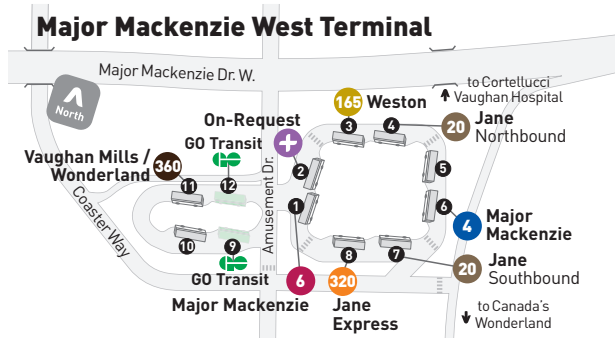 Major Mackenzie West Terminal
Major Mackenzie Dr. W.
North
to Cortellucci
Vaughan Hospital
165 Weston
On-Request
GO Transit
20 Jane
Northbound
Vaughan Mills /
Wonderland
360
3
4
2
11
12
5
1
6
Coaster Way
Amusement Dr.
4 Major
Mackenzie
10
9
8
7
GO Transit
20 Jane
Southbound
Major Mackenzie 6
320 Jane
Express
to Canada's
Wonderland